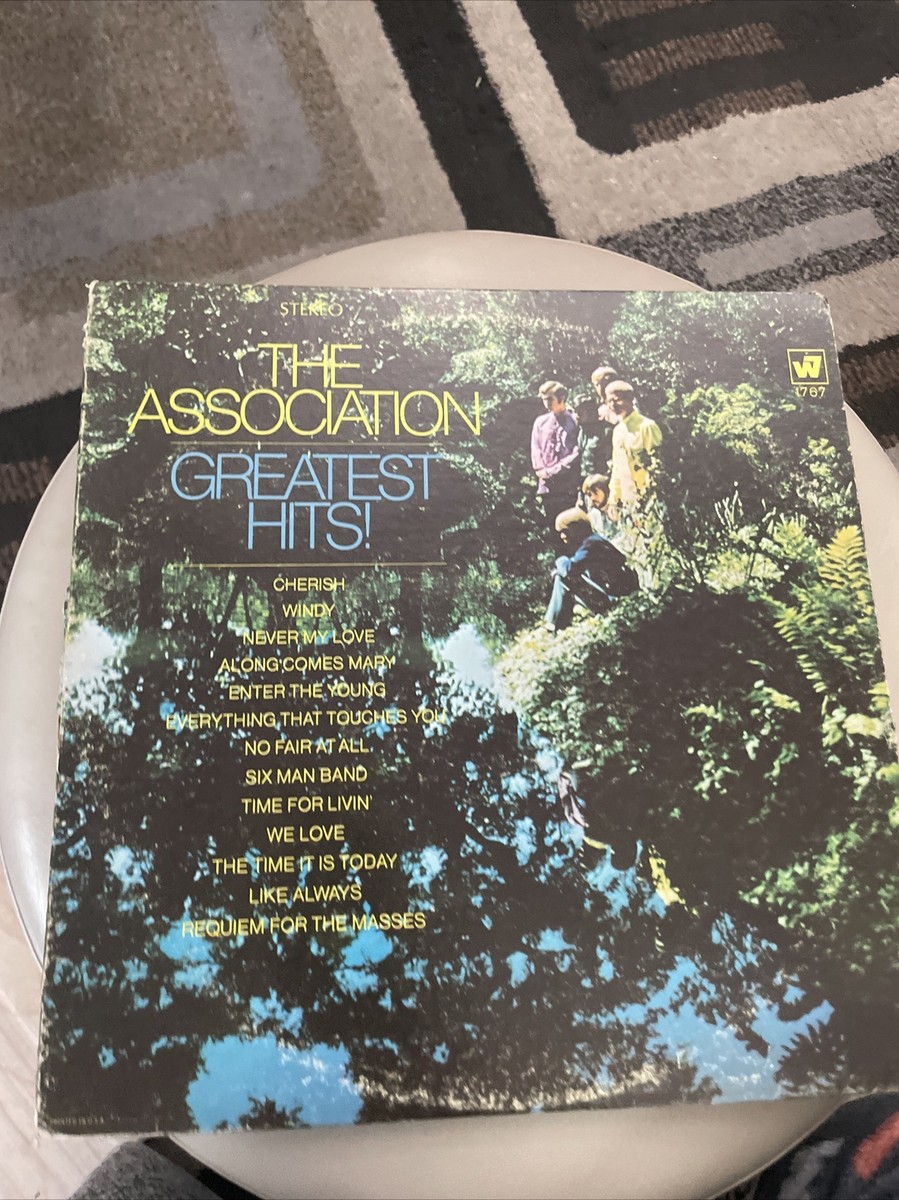 STEREO
THE
ASSOCIATION
GREATEST
HITS!
W
1767
CHERISH
WINDY
NEVER MY LOVE
ALONG COMES MARY
ENTER THE YOUNG
EVERYTHING THAT TOUCHES YOU
NO FAIR AT ALL
SIX MAN BAND
TIME FOR LIVIN'
WE LOVE
THE TIME IT IS TODAY
LIKE ALWAYS
REQUIEM FOR THE MASSES
PRINTED IN U.S.A.